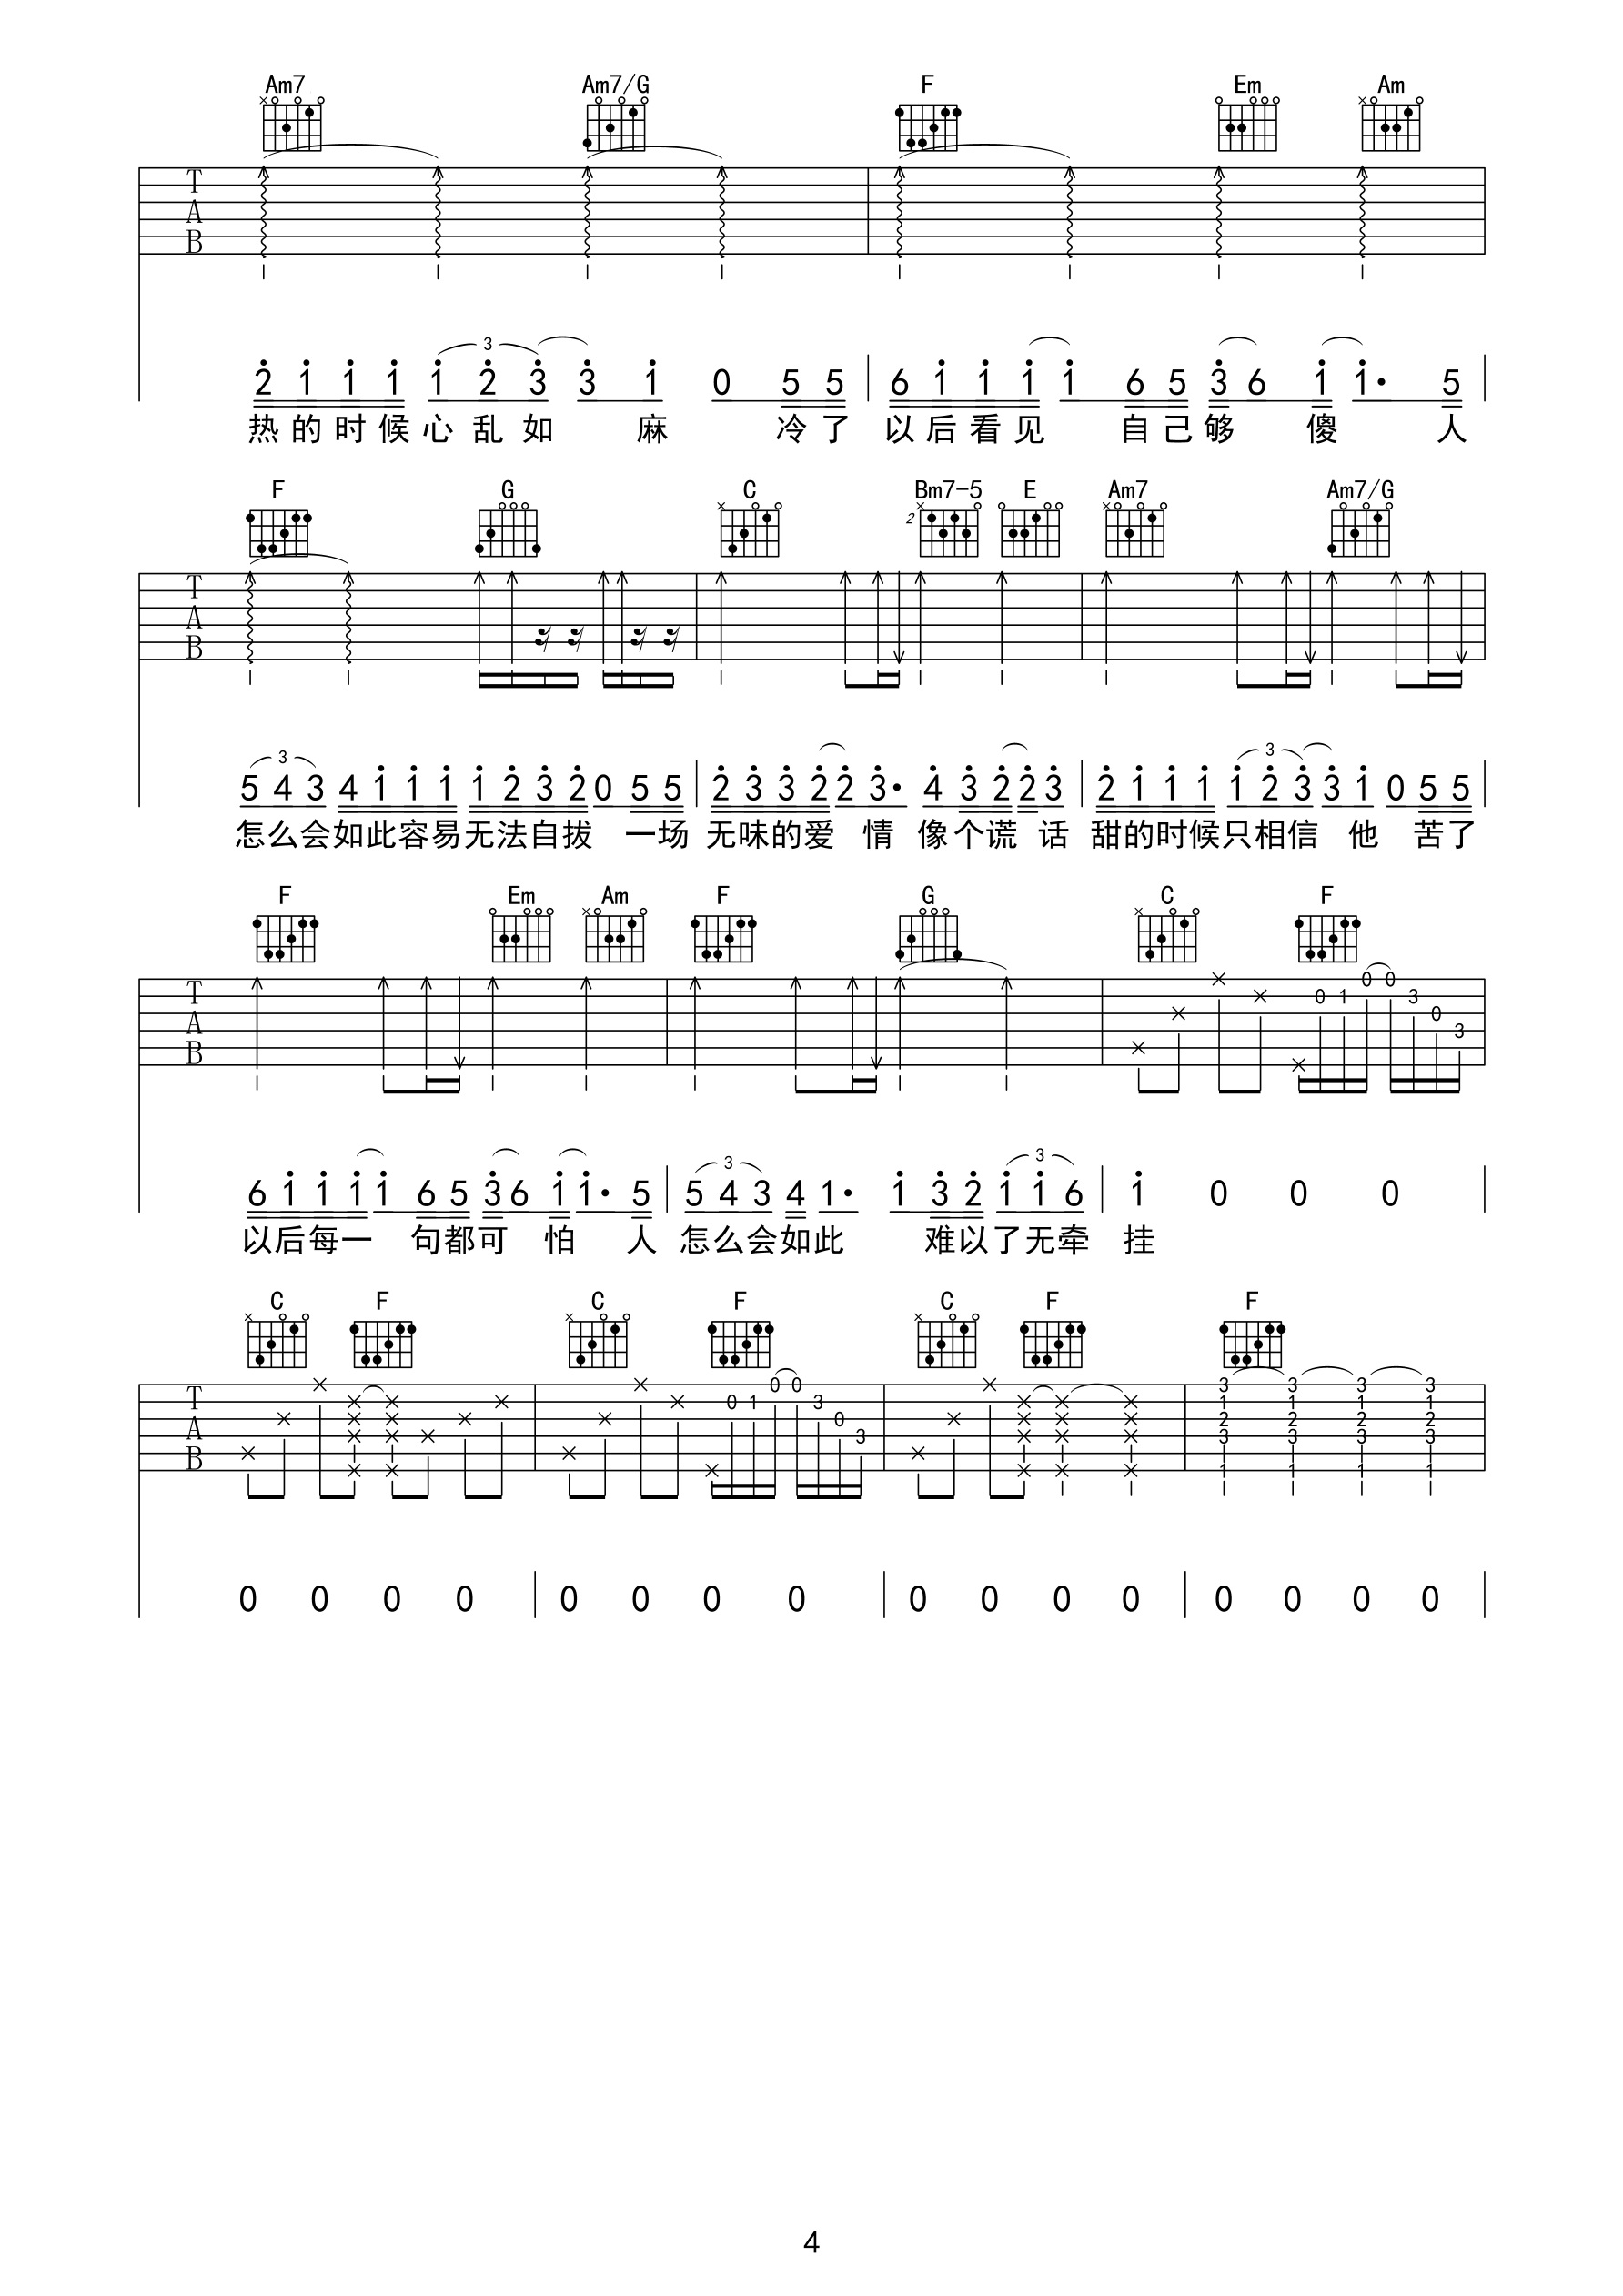 Am7 Am7/G F Em Am
T A B
3
2 1 1 1 1 2 3 3 1 0 5 5 6 1 1 1 1 6 5 3 6 1 1· 5
热的时候心乱如 麻 冷了 以后看见 自己够 傻 人
F G C Bm7-5 E Am7 Am7/G
2
T A B
3 3
5 4 3 4 1 1 1 1 2 3 2 0 5 5 2 3 3 2 2 3· 4 3 2 2 3 2 1 1 1 1 2 3 3 1 0 5 5
怎么会如此容易无法自拔 一场 无味的爱 情 像个谎 话 甜的时候只相信 他 苦了
F Em Am F G C F
T A B
0 1 0 0 3 0 3
3 3
6 1 1 1 1 6 5 3 6 1 1· 5 5 4 3 4 1· 1 3 2 1 1 6 1 0 0 0
以后每一 句都可 怕 人 怎么会如此 难以了无牵 挂
C F C F C F F
T A B
0 1 0 0 3 0 3
3 3 3 3
1 1 1 1
2 2 2 2
3 3 3 3
1 1 1 1
0 0 0 0 0 0 0 0 0 0 0 0 0 0 0 0
4